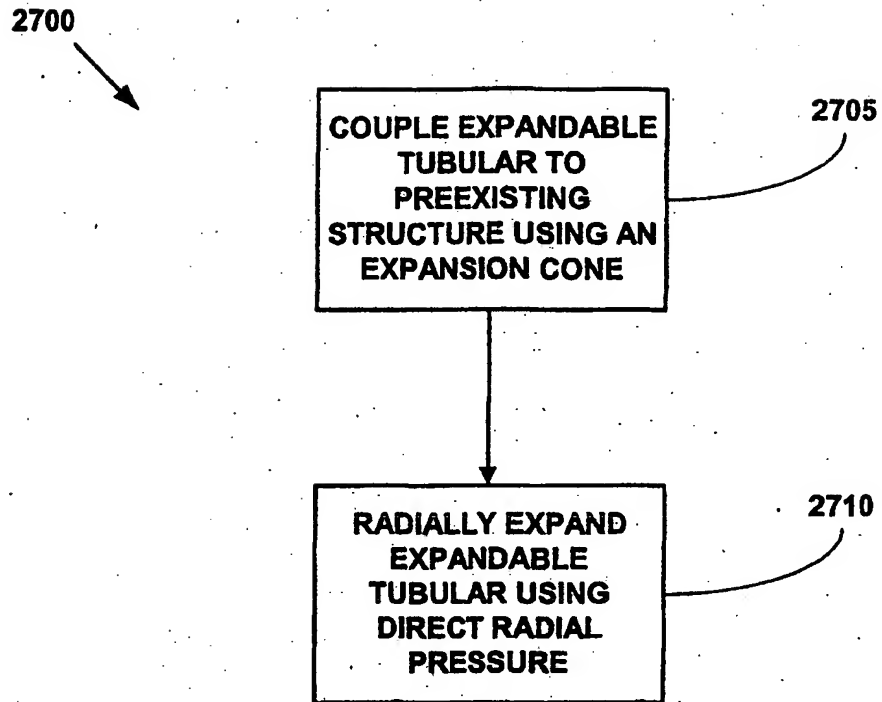 2700
COUPLE EXPANDABLE
TUBULAR TO
PREEXISTING
STRUCTURE USING AN
EXPANSION CONE
2705
RADIALLY EXPAND
EXPANDABLE
TUBULAR USING
DIRECT RADIAL
PRESSURE
2710